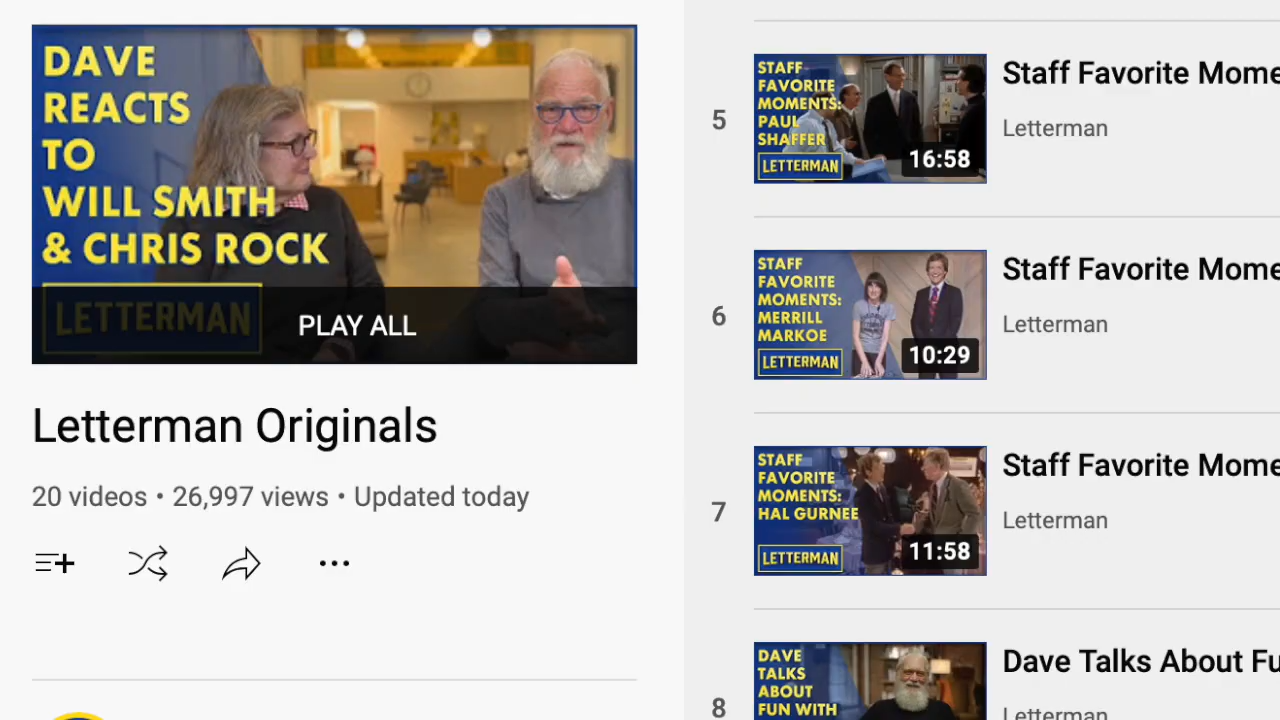 DAVE
REACTS
TO
WILL SMITH
& CHRIS ROCK
LETTERMAN
PLAY ALL
Letterman Originals
20 videos • 26,997 views • Updated today
5
STAFF
FAVORITE
MOMENTS:
PAUL
SHAFFER
LETTERMAN
16:58
Staff Favorite Mome
Letterman
6
STAFF
FAVORITE
MOMENTS:
MERRILL
MARKOE
LETTERMAN
10:29
Staff Favorite Mome
Letterman
7
STAFF
FAVORITE
MOMENTS:
HAL GURNEE
LETTERMAN
11:58
Staff Favorite Mome
Letterman
8
DAVE
TALKS
ABOUT
FUN WITH
Dave Talks About Fu
Letterman